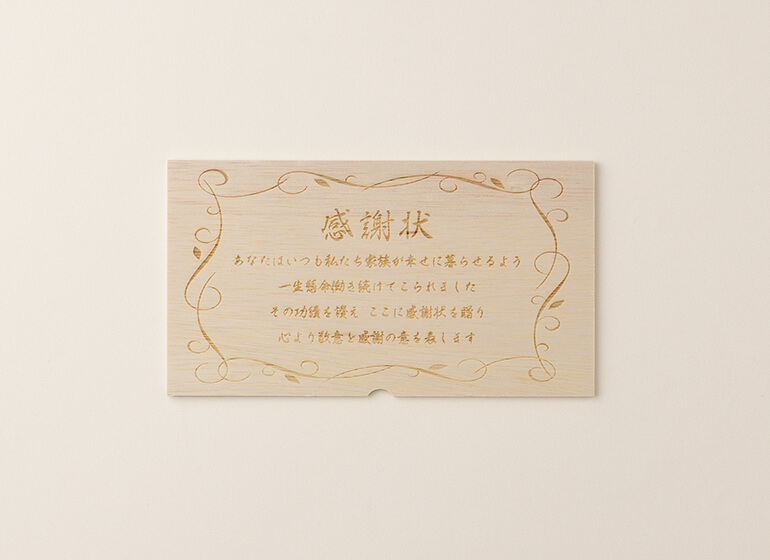 感謝状
あなたはいつも私たち家族が幸せに暮らせるよう
一生懸命働き続けてこられました
その功績を讃え ここに感謝状を贈り
心より敬意と感謝の意を表します